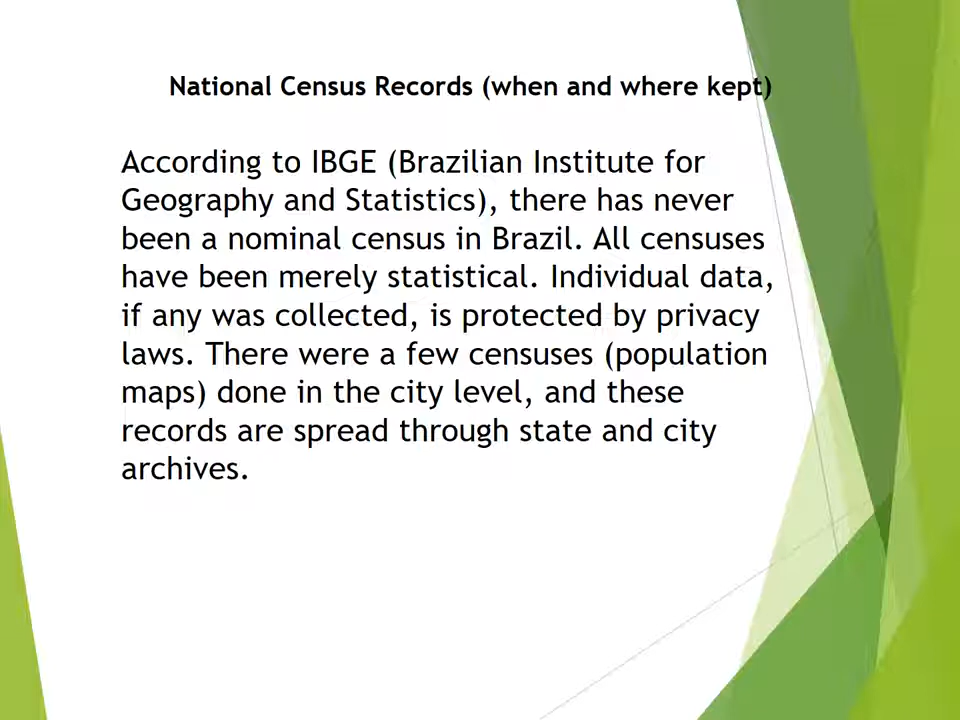 National Census Records (when and where kept)
According to IBGE (Brazilian Institute for
Geography and Statistics), there has never
been a nominal census in Brazil. All censuses
have been merely statistical. Individual data,
if any was collected, is protected by privacy
laws. There were a few censuses (population
maps) done in the city level, and these
records are spread through state and city
archives.